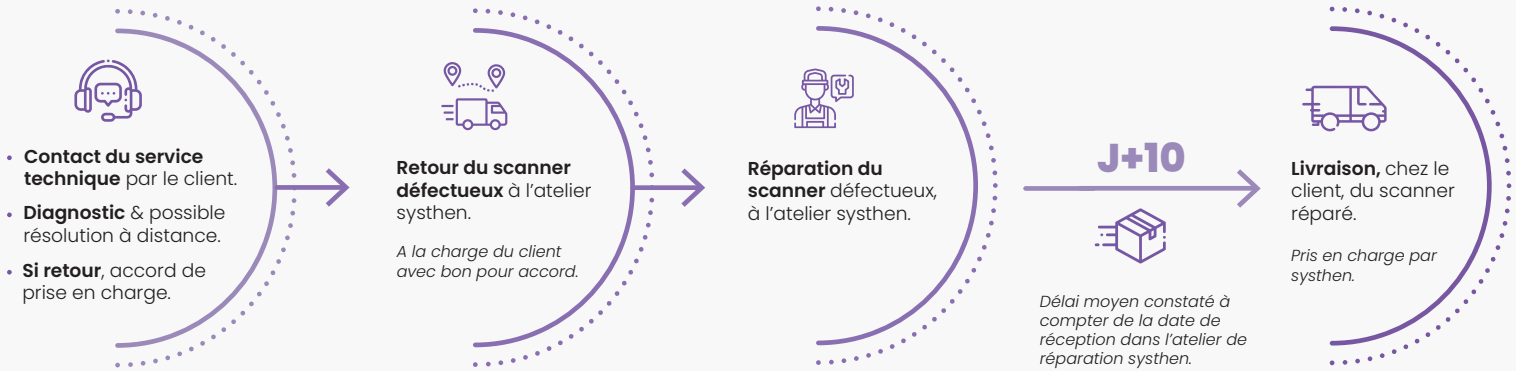 • Contact du service
technique par le client.
• Diagnostic & possible
résolution à distance.
• Si retour, accord de
prise en charge.
Retour du scanner
défectueux à l'atelier
systhen.
A la charge du client
avec bon pour accord.
Réparation du
scanner défectueux,
à l'atelier systhen.
J+10
Délai moyen constaté à
compter de la date de
réception dans l'atelier de
réparation systhen.
Livraison, chez le
client, du scanner
réparé.
Pris en charge par
systhen.